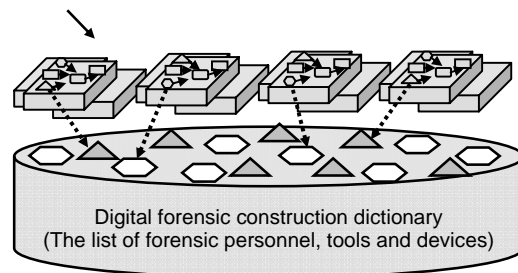 Digital forensic construction dictionary
(The list of forensic personnel, tools and devices)